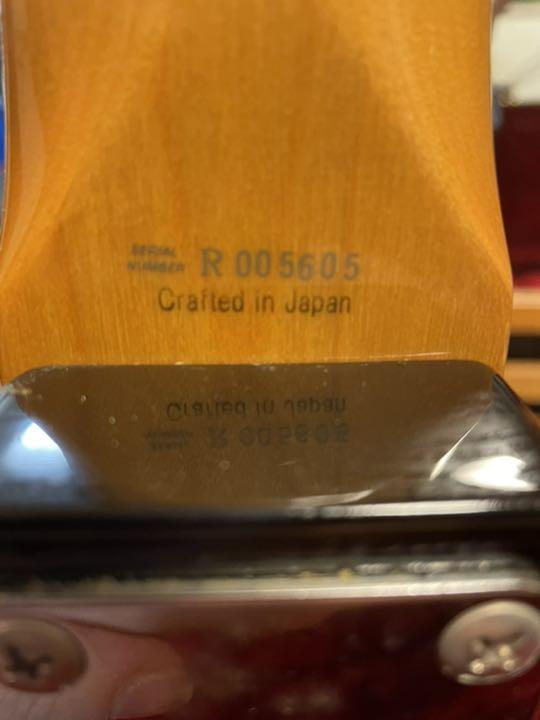 SERIAL
NUMBER R 005605
Crafted in Japan